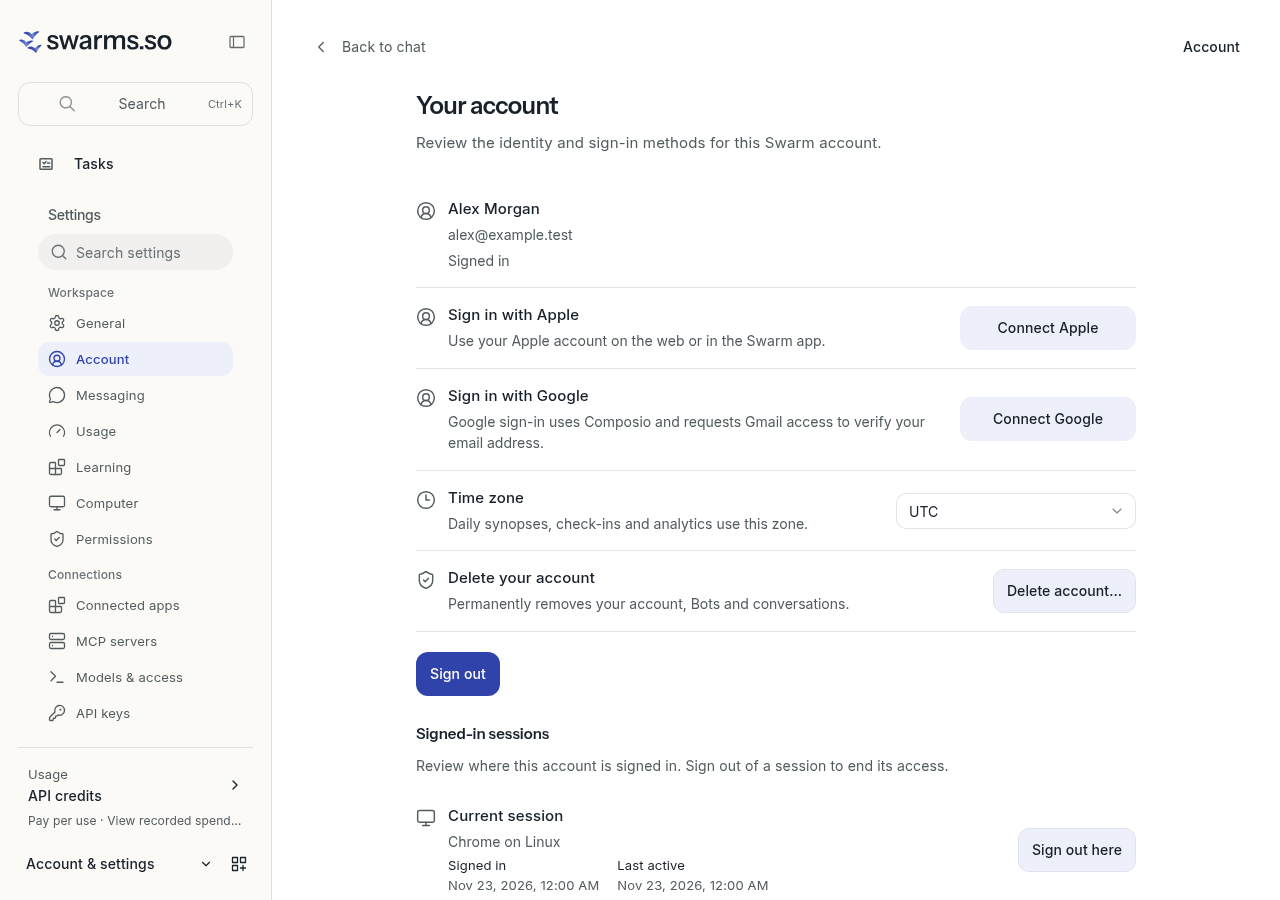 swarms.so
Search Ctrl+K
Tasks
Settings
Search settings
Workspace
General
Account
Messaging
Usage
Learning
Computer
Permissions
Connections
Connected apps
MCP servers
Models & access
API keys
Usage
API credits
Pay per use · View recorded spend...
Account & settings
Back to chat
Account
Your account
Review the identity and sign-in methods for this Swarm account.
Alex Morgan
alex@example.test
Signed in
Sign in with Apple
Use your Apple account on the web or in the Swarm app.
Connect Apple
Sign in with Google
Google sign-in uses Composio and requests Gmail access to verify your
email address.
Connect Google
Time zone
Daily synopses, check-ins and analytics use this zone.
UTC
Delete your account
Permanently removes your account, Bots and conversations.
Delete account...
Sign out
Signed-in sessions
Review where this account is signed in. Sign out of a session to end its access.
Current session
Chrome on Linux
Signed in Last active
Nov 23, 2026, 12:00 AM Nov 23, 2026, 12:00 AM
Sign out here